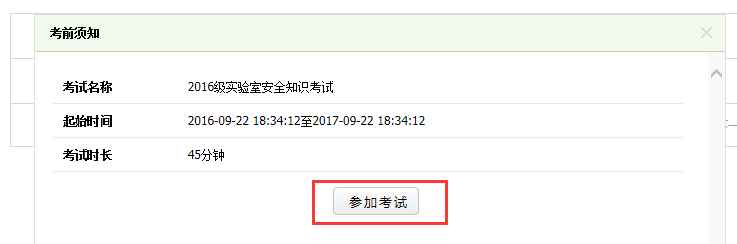 考前须知
考试名称 2016级实验室安全知识考试
起始时间 2016-09-22 18:34:12至2017-09-22 18:34:12
考试时长 45分钟
参加考试